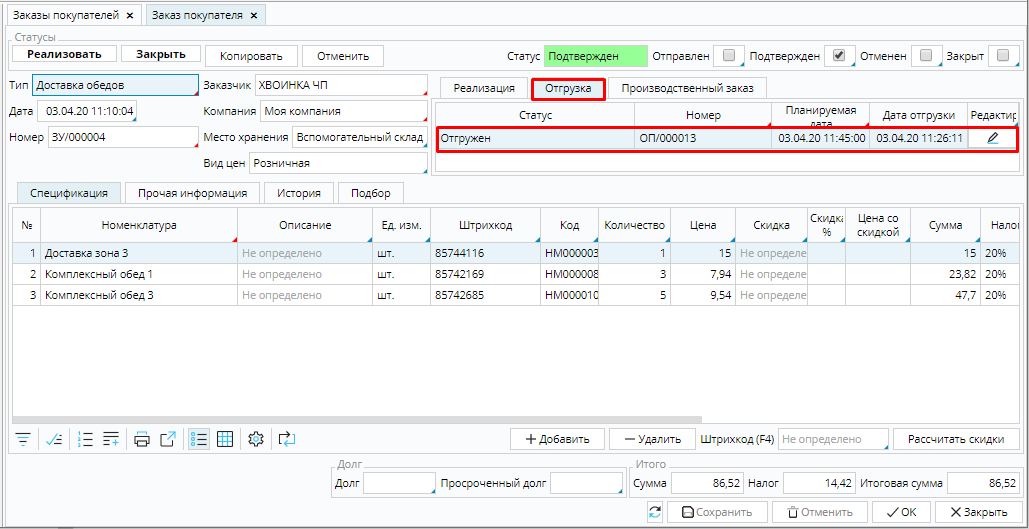 Заказы покупателей × Заказ покупателя ×
Статусы
Реализовать Закрыть Копировать Отменить Статус Подтвержден Отправлен Подтвержден Отменен Закрыт
Тип Доставка обедов Заказчик ХВОИНКА ЧП
Дата 03.04.20 11:10:04 Компания Моя компания
Номер ЗУ/000004 Место хранения Вспомогательный склад
Вид цен Розничная
Реализация Отгрузка Производственный заказ
Статус Номер Планируемая дата Дата отгрузки Редактир
Отгружен ОП/000013 03.04.20 11:45:00 03.04.20 11:26:11
Спецификация Прочая информация История Подбор
№ Номенклатура Описание Ед. изм. Штрихкод Код Количество Цена Скидка Скидка % Цена со скидкой Сумма Налог
1 Доставка зона 3 Не определено шт. 85744116 НМ000003 1 15 Не определе 15 20%
2 Комплексный обед 1 Не определено шт. 85742169 НМ000008 3 7,94 Не определе 23,82 20%
3 Комплексный обед 3 Не определено шт. 85742685 НМ000010 5 9,54 Не определе 47,7 20%
+ Добавить — Удалить Штрихкод (F4) Не определено Рассчитать скидки
Долг Итого
Долг Просроченный долг Сумма 86,52 Налог 14,42 Итоговая сумма 86,52
Сохранить Отменить OK Закрыть